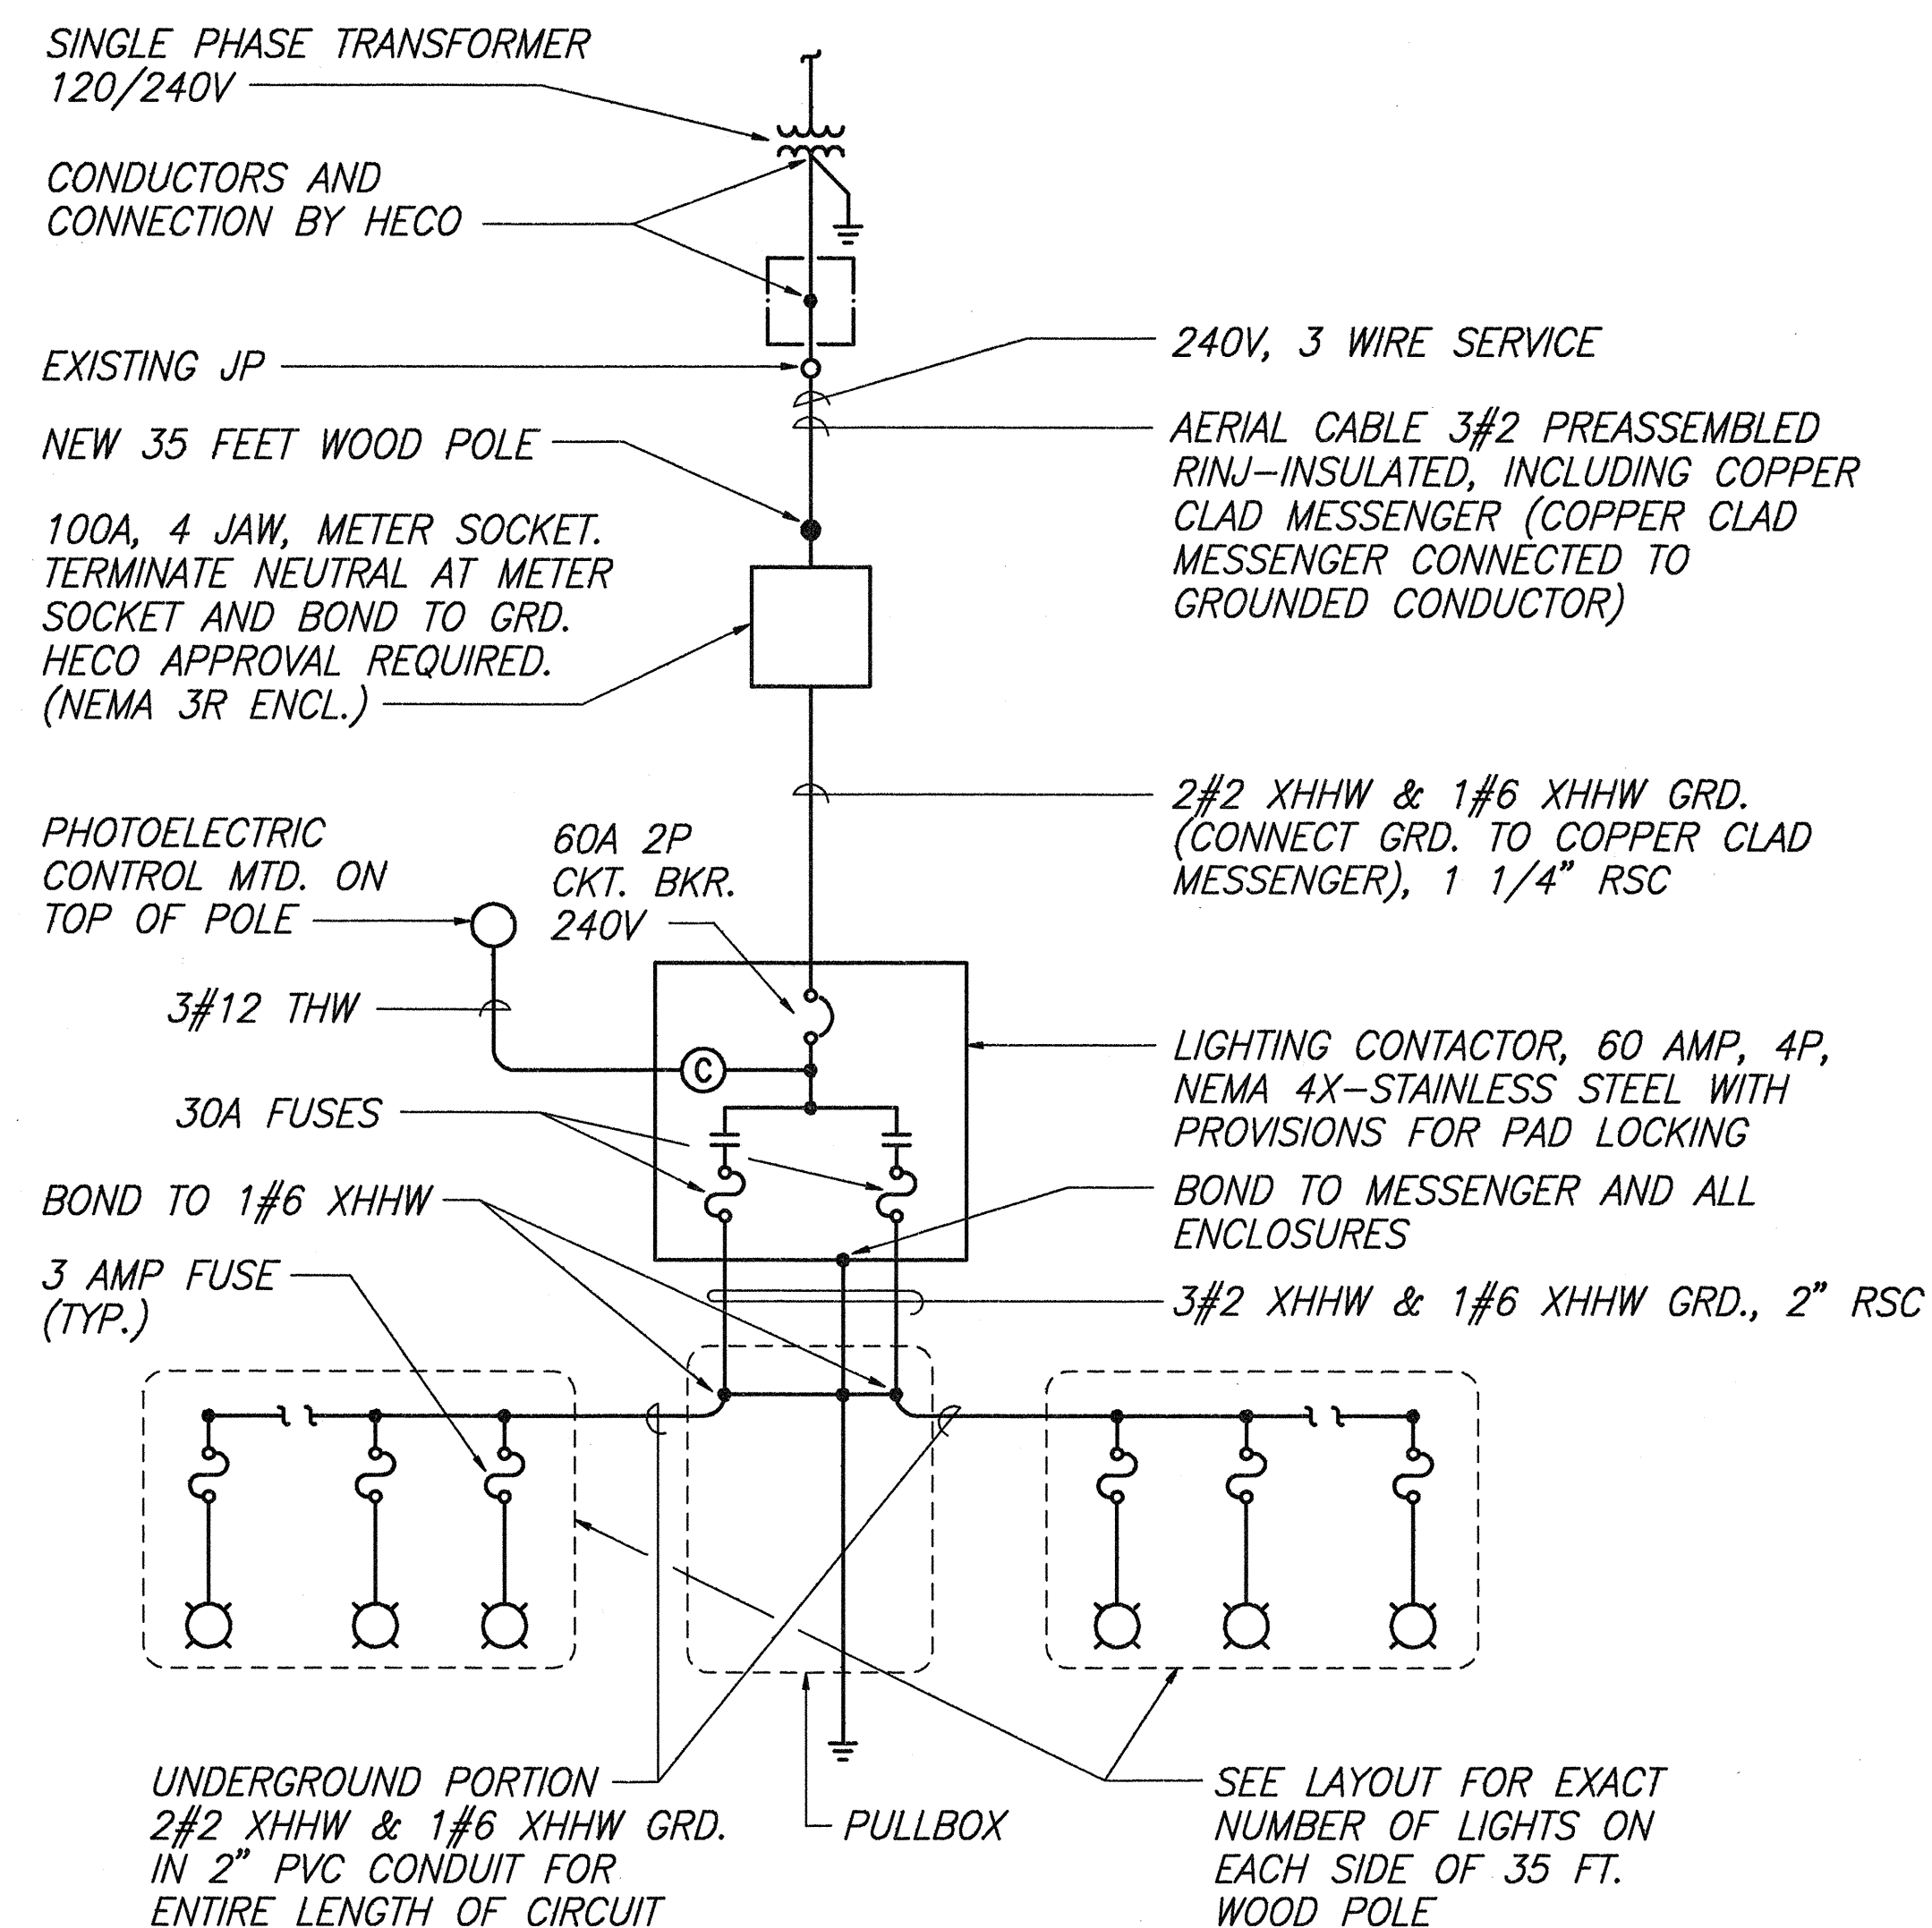 SINGLE PHASE TRANSFORMER
120/240V
CONDUCTORS AND
CONNECTION BY HECO
EXISTING JP
240V, 3 WIRE SERVICE
NEW 35 FEET WOOD POLE
AERIAL CABLE 3#2 PREASSEMBLED
RINJ-INSULATED, INCLUDING COPPER
CLAD MESSENGER (COPPER CLAD
MESSENGER CONNECTED TO
GROUNDED CONDUCTOR)
100A, 4 JAW, METER SOCKET.
TERMINATE NEUTRAL AT METER
SOCKET AND BOND TO GRD.
HECO APPROVAL REQUIRED.
(NEMA 3R ENCL.)
2#2 XHHW & 1#6 XHHW GRD.
(CONNECT GRD. TO COPPER CLAD
MESSENGER), 1 1/4" RSC
PHOTOELECTRIC
CONTROL MTD. ON
TOP OF POLE
60A 2P
CKT. BKR.
240V
3#12 THW
C
LIGHTING CONTACTOR, 60 AMP, 4P,
NEMA 4X-STAINLESS STEEL WITH
PROVISIONS FOR PAD LOCKING
30A FUSES
BOND TO 1#6 XHHW
BOND TO MESSENGER AND ALL
ENCLOSURES
3 AMP FUSE
(TYP.)
3#2 XHHW & 1#6 XHHW GRD., 2" RSC
UNDERGROUND PORTION
2#2 XHHW & 1#6 XHHW GRD.
IN 2" PVC CONDUIT FOR
ENTIRE LENGTH OF CIRCUIT
PULLBOX
SEE LAYOUT FOR EXACT
NUMBER OF LIGHTS ON
EACH SIDE OF 35 FT.
WOOD POLE